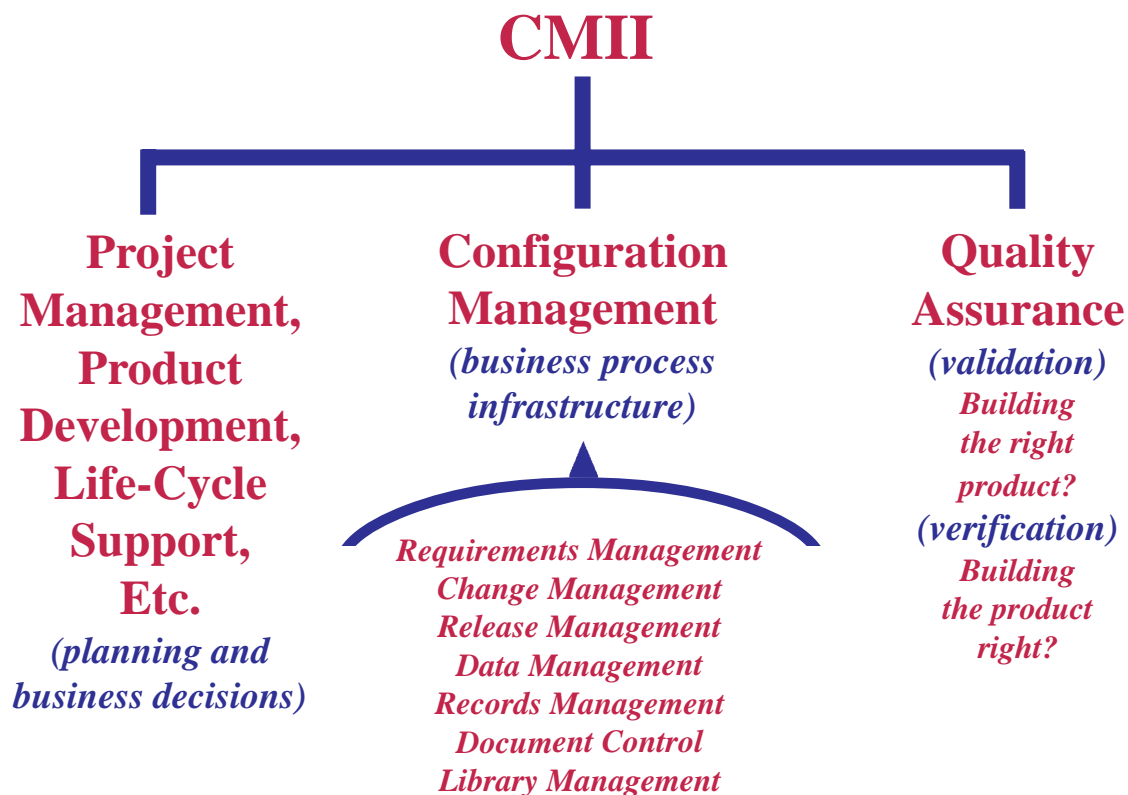 CMII
Project
Management,
Product
Development,
Life-Cycle
Support,
Etc.
(planning and
business decisions)
Configuration
Management
(business process
infrastructure)
Requirements Management
Change Management
Release Management
Data Management
Records Management
Document Control
Library Management
Quality
Assurance
(validation)
Building
the right
product?
(verification)
Building
the product
right?